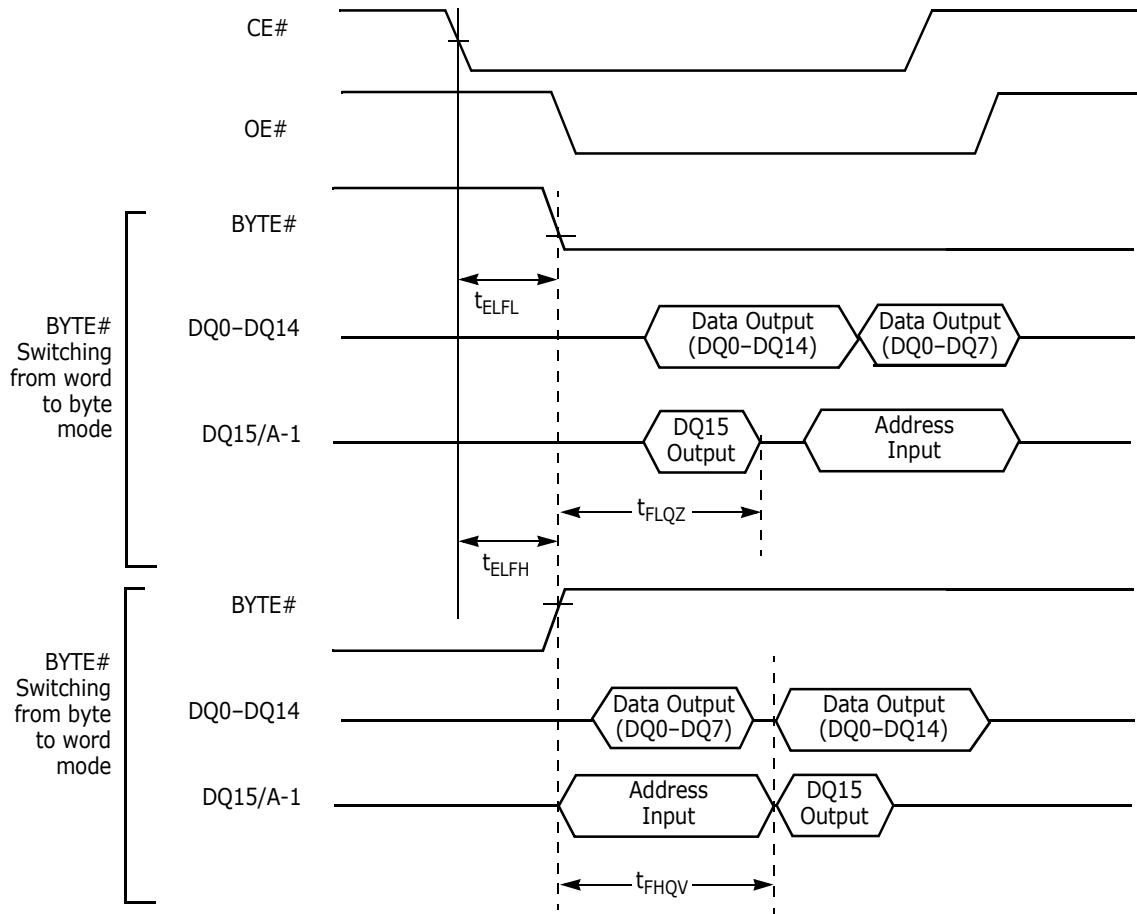 CE#
OE#
BYTE#
Switching
from word
to byte
mode
BYTE#
tELFL
DQ0–DQ14
Data Output
(DQ0–DQ14)
Data Output
(DQ0–DQ7)
DQ15/A-1
DQ15
Output
Address
Input
tFLQZ
tELFH
BYTE#
Switching
from byte
to word
mode
BYTE#
DQ0–DQ14
Data Output
(DQ0–DQ7)
Data Output
(DQ0–DQ14)
DQ15/A-1
Address
Input
DQ15
Output
tFHQV